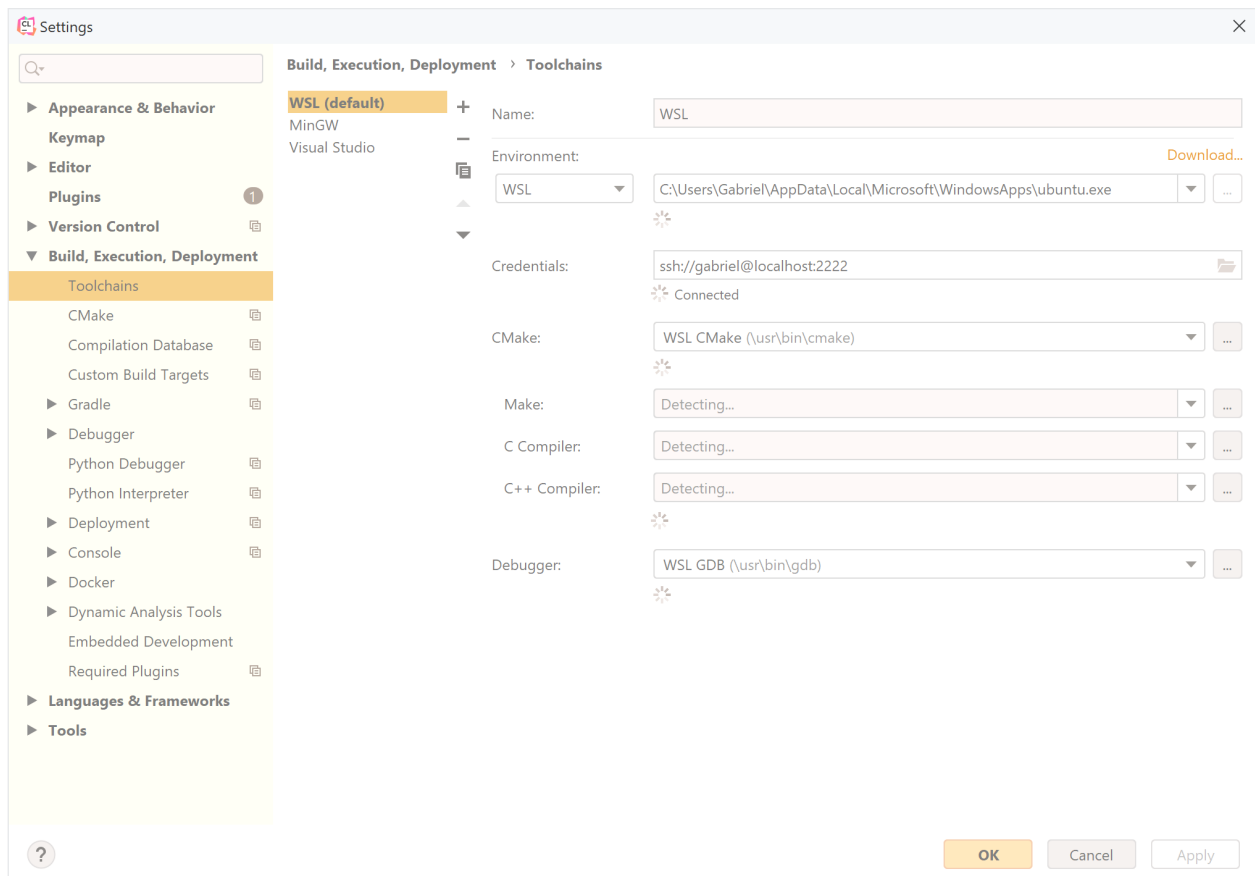 CL Settings
Build, Execution, Deployment › Toolchains
Appearance & Behavior
Keymap
Editor
Plugins 1
Version Control
Build, Execution, Deployment
Toolchains
CMake
Compilation Database
Custom Build Targets
Gradle
Debugger
Python Debugger
Python Interpreter
Deployment
Console
Docker
Dynamic Analysis Tools
Embedded Development
Required Plugins
Languages & Frameworks
Tools
?
WSL (default)
MinGW
Visual Studio
Name: WSL
Environment: Download...
WSL C:\Users\Gabriel\AppData\Local\Microsoft\WindowsApps\ubuntu.exe ...
Credentials: ssh://gabriel@localhost:2222
Connected
CMake: WSL CMake (\usr\bin\cmake) ...
Make: Detecting... ...
C Compiler: Detecting... ...
C++ Compiler: Detecting... ...
Debugger: WSL GDB (\usr\bin\gdb) ...
OK Cancel Apply